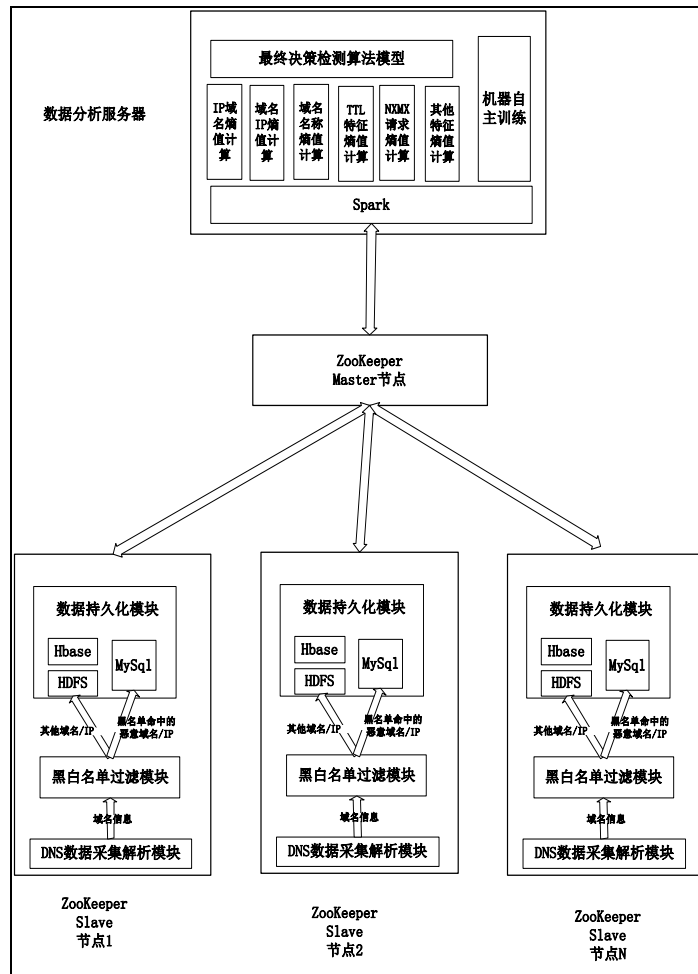 最终决策检测算法模型
数据分析服务器
IP域
名熵
值计
算
域名
IP熵
值计
算
域名
名称
熵值
计算
TTL
特征
熵值
计算
NXMX
请求
熵值
计算
其他
特征
熵值
计算
机器自
主训练
Spark
ZooKeeper
Master节点
数据持久化模块
Hbase
HDFS
MySql
其他域名/IP
黑名单命中的
恶意域名/IP
黑白名单过滤模块
域名信息
DNS数据采集解析模块
ZooKeeper
Slave
节点1
数据持久化模块
Hbase
HDFS
MySql
其他域名/IP
黑名单命中的
恶意域名/IP
黑白名单过滤模块
域名信息
DNS数据采集解析模块
ZooKeeper
Slave
节点2
数据持久化模块
Hbase
HDFS
MySql
其他域名/IP
黑名单命中的
恶意域名/IP
黑白名单过滤模块
域名信息
DNS数据采集解析模块
ZooKeeper
Slave
节点N